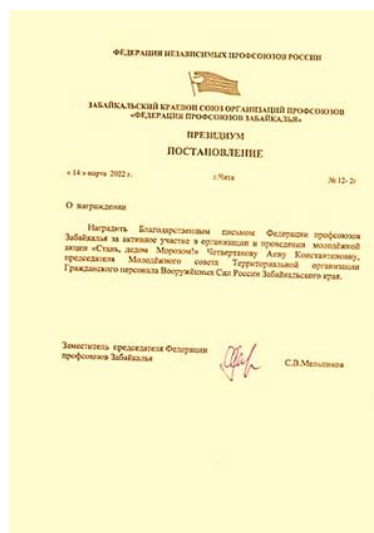 ФЕДЕРАЦИЯ НЕЗАВИСИМЫХ ПРОФСОЮЗОВ РОССИИ
ЗАБАЙКАЛЬСКИЙ КРАЕВОЙ СОЮЗ ОРГАНИЗАЦИЙ ПРОФСОЮЗОВ
«ФЕДЕРАЦИЯ ПРОФСОЮЗОВ ЗАБАЙКАЛЬЯ»
ПРЕЗИДИУМ
ПОСТАНОВЛЕНИЕ
« 14 » марта 2022 г. г.Чита № 12- 2г
О награждении
Наградить Благодарственным письмом Федерации профсоюзов
Забайкалья за активное участие в организации и проведении молодёжной
акции «Стань, дедом Морозом!» Четвертакову Анну Константиновну,
председателя Молодёжного совета Территориальной организации
Гражданского персонала Вооружённых Сил России Забайкальского края.
Заместитель председателя Федерации
профсоюзов Забайкалья С.В.Мельников